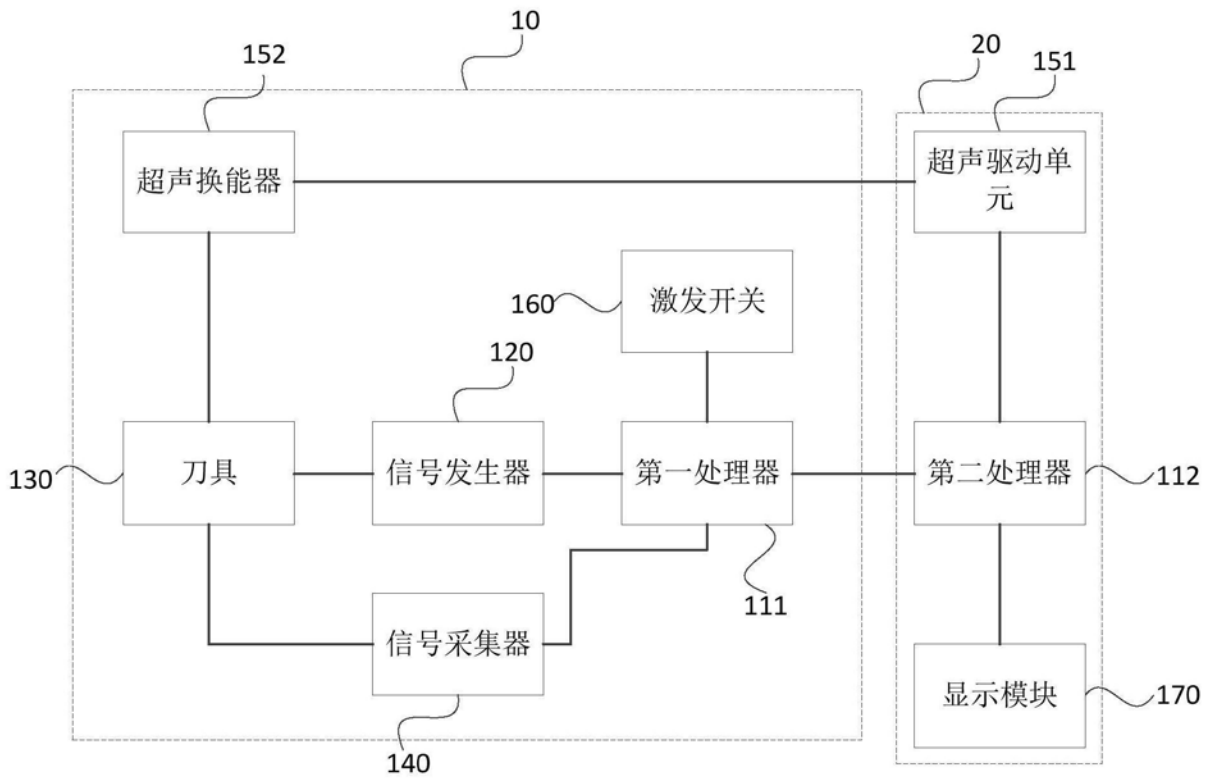 10
152
20
151
超声换能器
超声驱动单
元
160
激发开关
120
130
刀具
信号发生器
第一处理器
第二处理器
112
111
信号采集器
140
显示模块
170